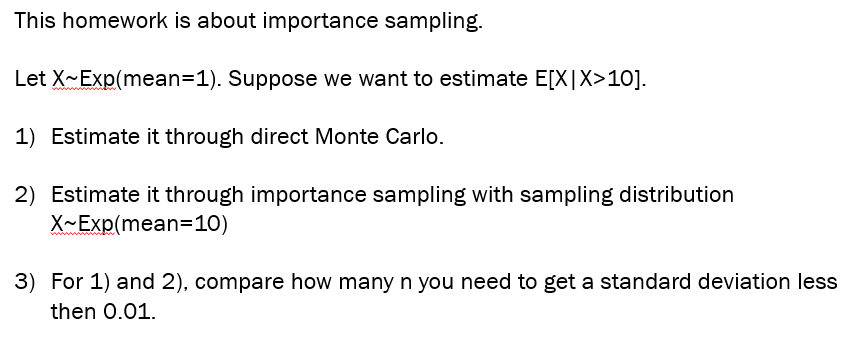 This homework is about importance sampling.
Let X~Exp(mean=1). Suppose we want to estimate E[X|X>10].
1) Estimate it through direct Monte Carlo.
2) Estimate it through importance sampling with sampling distribution
X~Exp(mean=10)
3) For 1) and 2), compare how many n you need to get a standard deviation less
then 0.01.